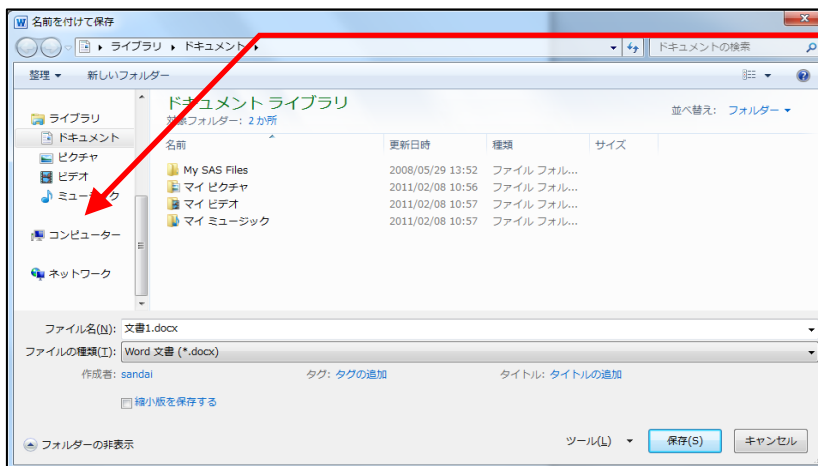 名前を付けて保存
ライブラリ ▸ ドキュメント ▸
ドキュメントの検索
整理 新しいフォルダー
ドキュメント ライブラリ
対象フォルダー: 2 か所
並べ替え: フォルダー
ライブラリ
ドキュメント
ピクチャ
ビデオ
ミュージック
コンピューター
ネットワーク
名前 更新日時 種類 サイズ
My SAS Files 2008/05/29 13:52 ファイル フォル...
マイ ピクチャ 2011/02/08 10:56 ファイル フォル...
マイ ビデオ 2011/02/08 10:57 ファイル フォル...
マイ ミュージック 2011/02/08 10:57 ファイル フォル...
ファイル名(N): 文書1.docx
ファイルの種類(T): Word 文書 (*.docx)
作成者: sandai タグ: タグの追加 タイトル: タイトルの追加
縮小版を保存する
フォルダーの非表示 ツール(L) 保存(S) キャンセル